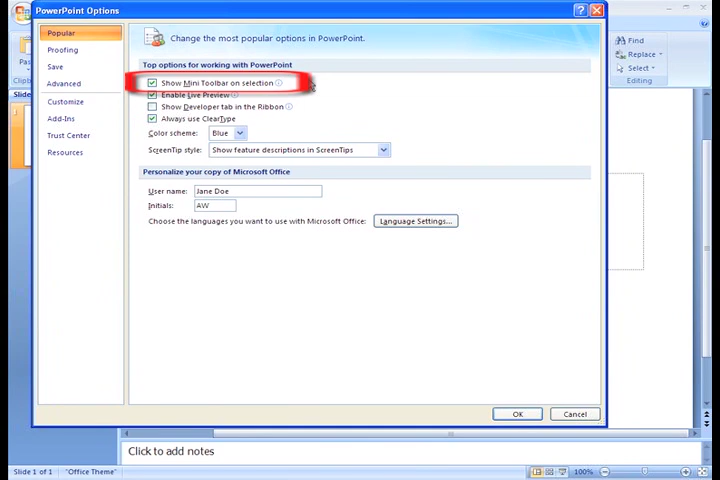 PowerPoint Options
Popular
Proofing
Save
Advanced
Customize
Add-Ins
Trust Center
Resources
Change the most popular options in PowerPoint.
Top options for working with PowerPoint
Show Mini Toolbar on selection
Enable Live Preview
Show Developer tab in the Ribbon
Always use ClearType
Color scheme: Blue
ScreenTip style: Show feature descriptions in ScreenTips
Personalize your copy of Microsoft Office
User name: Jane Doe
Initials: AW
Choose the languages you want to use with Microsoft Office: Language Settings...
OK Cancel
Find
Replace
Select
Click to add notes
Slide 1 of 1 "Office Theme" 100%